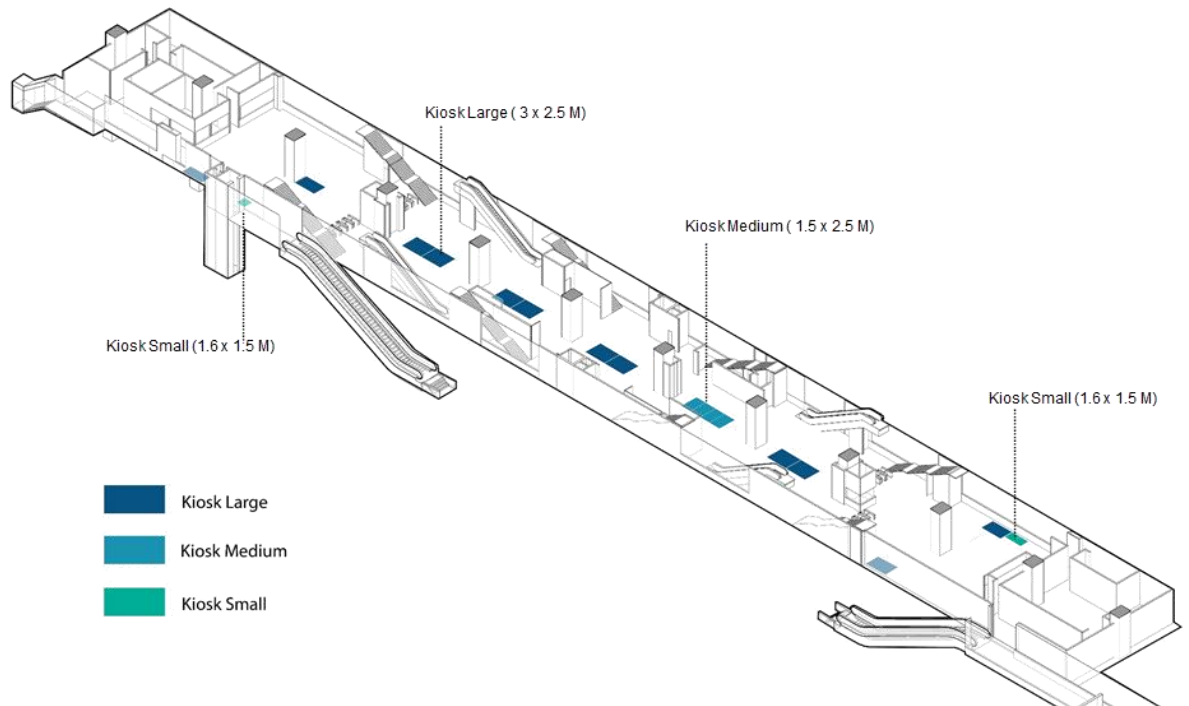 Kiosk Large ( 3 x 2.5 M)
Kiosk Medium ( 1.5 x 2.5 M)
Kiosk Small (1.6 x 1.5 M)
Kiosk Small (1.6 x 1.5 M)
Kiosk Large
Kiosk Medium
Kiosk Small